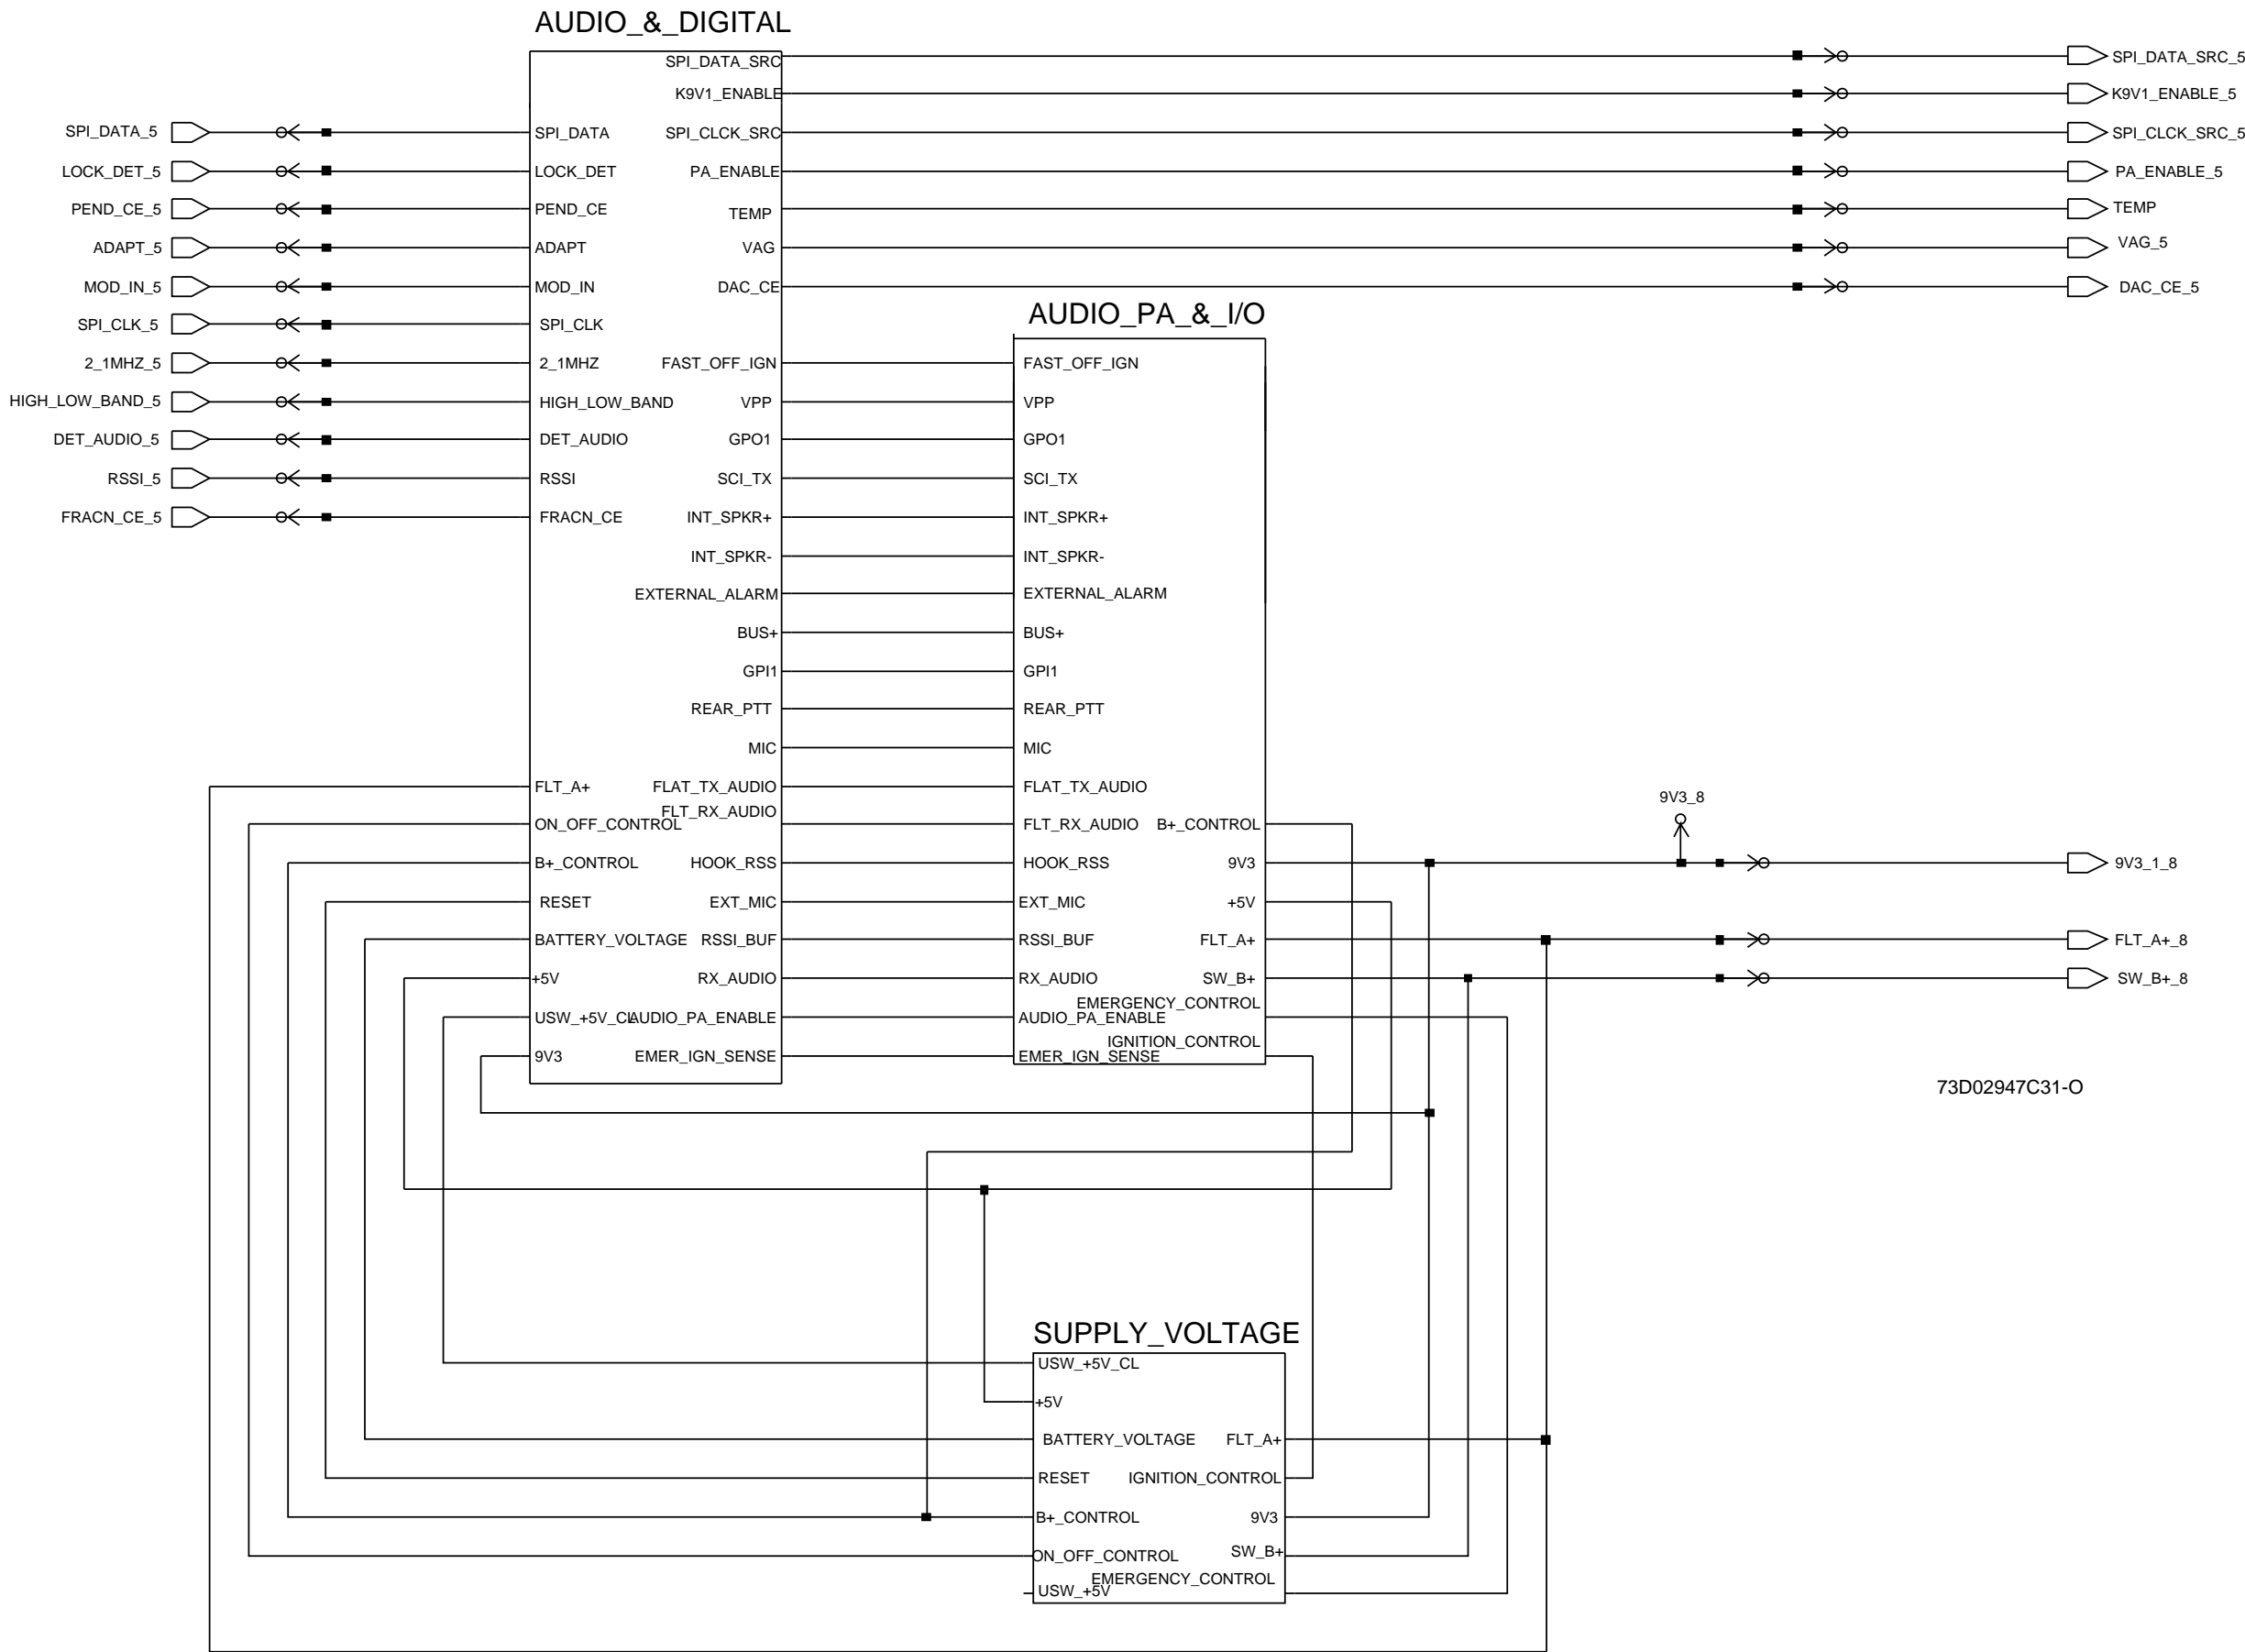 AUDIO_&_DIGITAL
SPI_DATA_SRC
SPI_DATA_SRC_5
K9V1_ENABLE
K9V1_ENABLE_5
SPI_DATA_5
SPI_DATA
SPI_CLCK_SRC
SPI_CLCK_SRC_5
LOCK_DET_5
LOCK_DET
PA_ENABLE
PA_ENABLE_5
PEND_CE_5
PEND_CE
TEMP
TEMP
ADAPT_5
ADAPT
VAG
VAG_5
MOD_IN_5
MOD_IN
DAC_CE
DAC_CE_5
AUDIO_PA_&_I/O
SPI_CLK_5
SPI_CLK
2_1MHZ_5
2_1MHZ
FAST_OFF_IGN
FAST_OFF_IGN
HIGH_LOW_BAND_5
HIGH_LOW_BAND
VPP
VPP
DET_AUDIO_5
DET_AUDIO
GPO1
GPO1
RSSI_5
RSSI
SCI_TX
SCI_TX
FRACN_CE_5
FRACN_CE
INT_SPKR+
INT_SPKR+
INT_SPKR-
INT_SPKR-
EXTERNAL_ALARM
EXTERNAL_ALARM
BUS+
BUS+
GPI1
GPI1
REAR_PTT
REAR_PTT
MIC
MIC
FLT_A+
FLAT_TX_AUDIO
FLAT_TX_AUDIO
9V3_8
FLT_RX_AUDIO
ON_OFF_CONTROL
FLT_RX_AUDIO
B+_CONTROL
B+_CONTROL
HOOK_RSS
HOOK_RSS
9V3
9V3_1_8
RESET
EXT_MIC
EXT_MIC
+5V
BATTERY_VOLTAGE
RSSI_BUF
RSSI_BUF
FLT_A+
FLT_A+_8
+5V
RX_AUDIO
RX_AUDIO
SW_B+
SW_B+_8
EMERGENCY_CONTROL
USW_+5V_CL
AUDIO_PA_ENABLE
AUDIO_PA_ENABLE
IGNITION_CONTROL
9V3
EMER_IGN_SENSE
EMER_IGN_SENSE
73D02947C31-O
SUPPLY_VOLTAGE
USW_+5V_CL
+5V
BATTERY_VOLTAGE
FLT_A+
RESET
IGNITION_CONTROL
B+_CONTROL
9V3
ON_OFF_CONTROL
SW_B+
EMERGENCY_CONTROL
USW_+5V